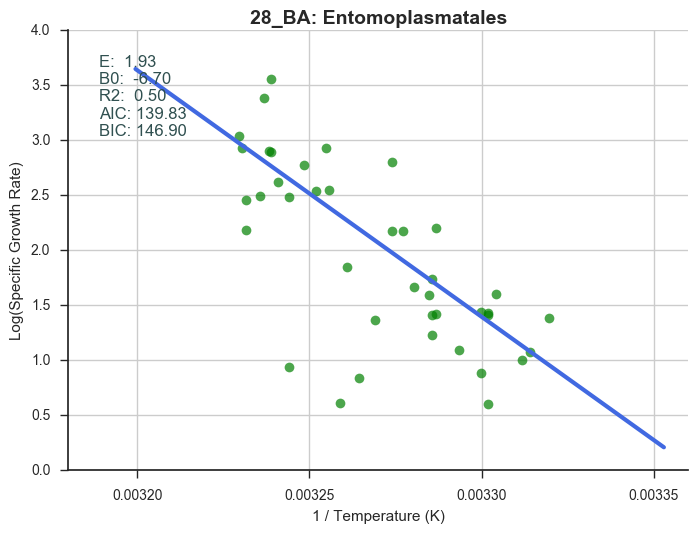 28_BA: Entomoplasmatales
4.0
3.5
3.0
2.5
2.0
1.5
1.0
0.5
0.0
E:  1.93
B0:  -6.70
R2:  0.50
AIC: 139.83
BIC: 146.90
Log(Specific Growth Rate)
0.00320
0.00325
0.00330
0.00335
1 / Temperature (K)